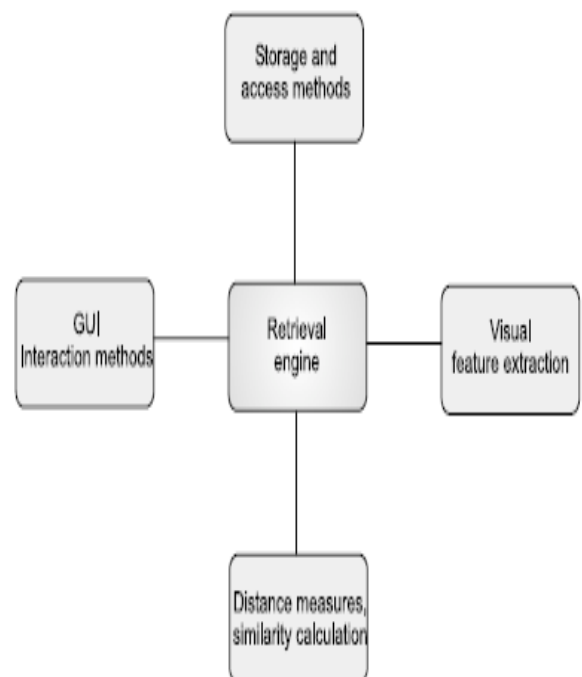 Storage and
access methods
GUI
Interaction methods
Retrieval
engine
Visual
feature extraction
Distance measures,
similarity calculation